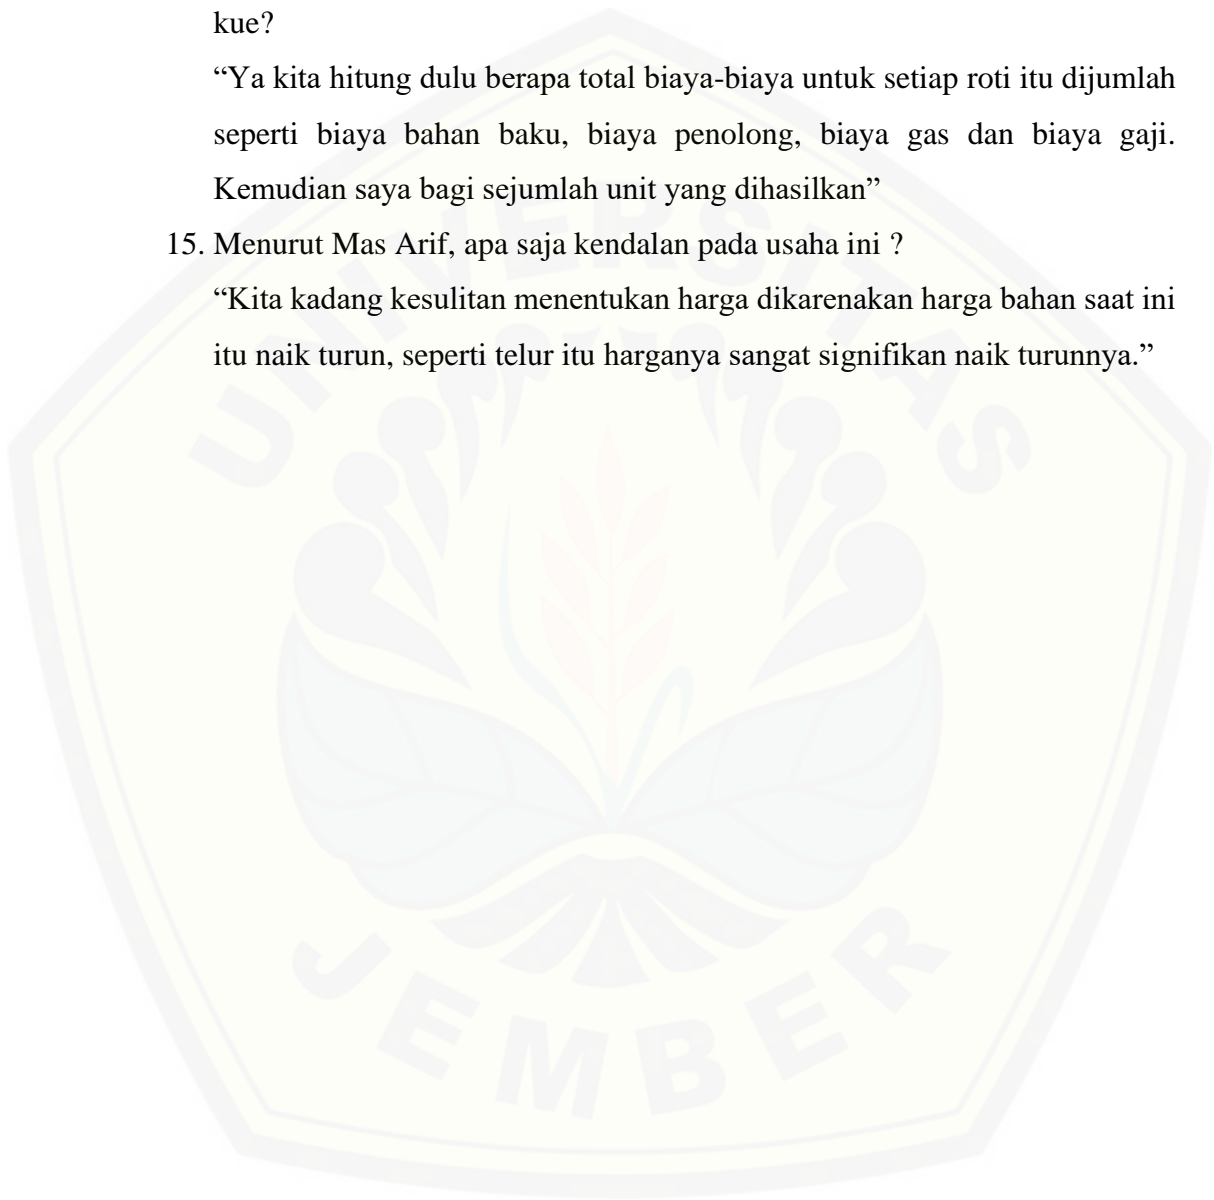 kue?
“Ya kita hitung dulu berapa total biaya-biaya untuk setiap roti itu dijumlah
seperti biaya bahan baku, biaya penolong, biaya gas dan biaya gaji.
Kemudian saya bagi sejumlah unit yang dihasilkan”
15. Menurut Mas Arif, apa saja kendalan pada usaha ini ?
“Kita kadang kesulitan menentukan harga dikarenakan harga bahan saat ini
itu naik turun, seperti telur itu harganya sangat signifikan naik turunnya.”
UNIVERSITAS
JEMBER